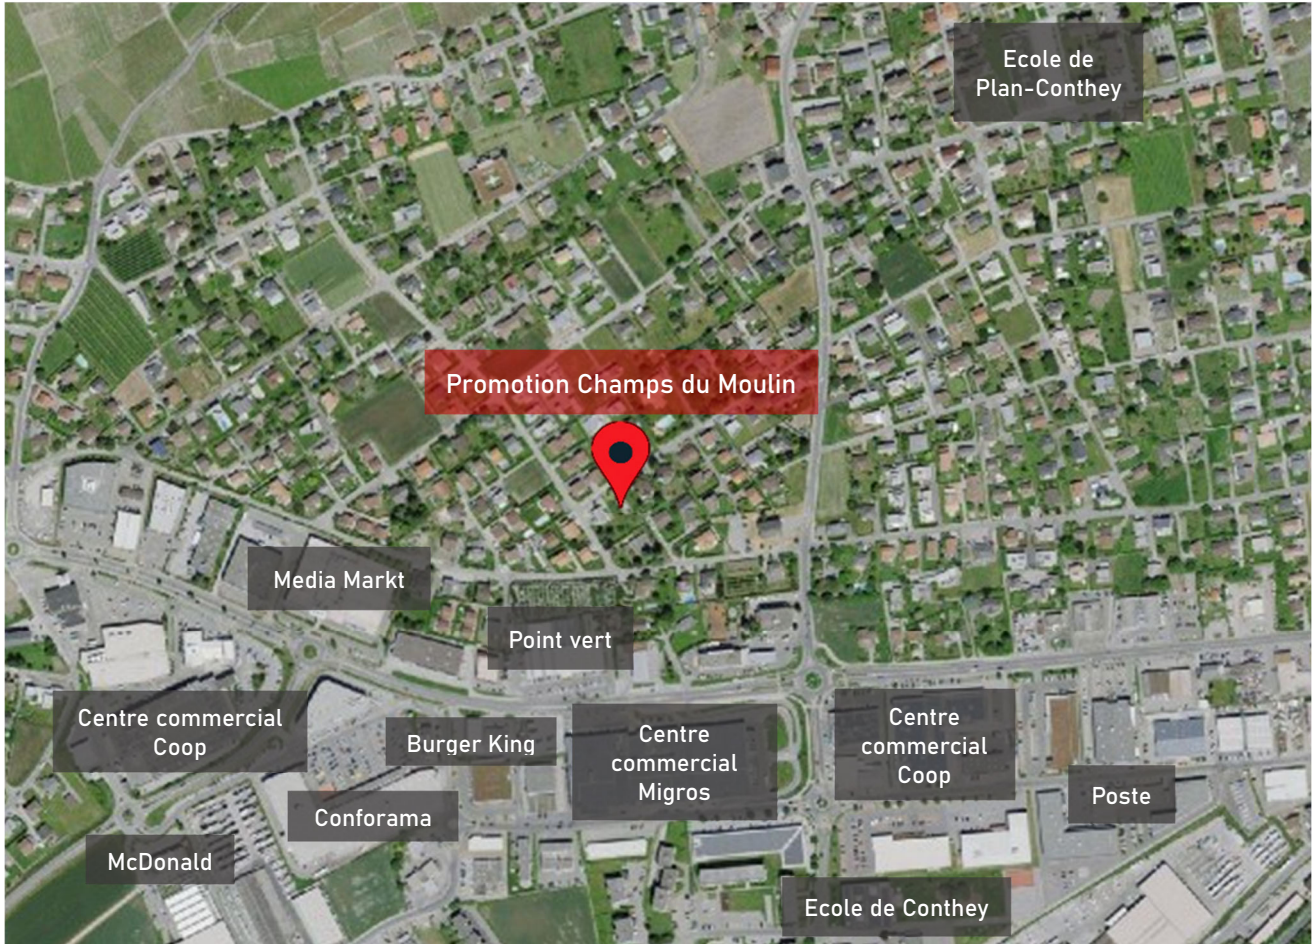 Ecole de
Plan-Conthey
Promotion Champs du Moulin
Media Markt
Point vert
Centre commercial
Coop
Burger King
Centre
commercial
Migros
Centre
commercial
Coop
Conforama
Poste
McDonald
Ecole de Conthey